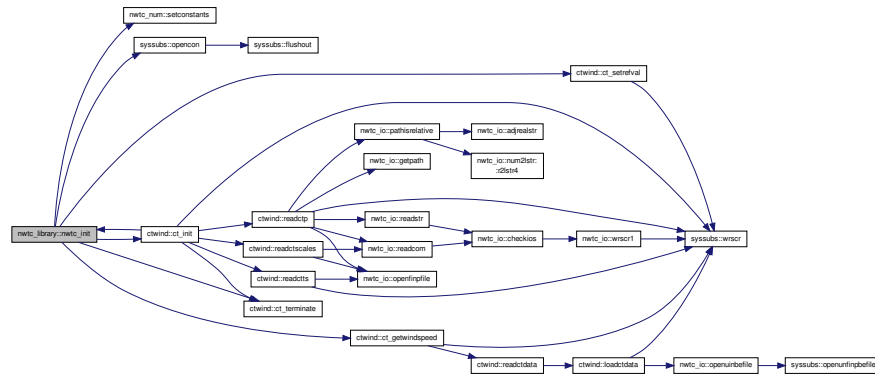 nwtc_num::setconstants
syssubs::opencon
syssubs::flushout
ctwind::ct_setrefval
nwtc_io::pathisrelative
nwtc_io::adjrealstr
nwtc_io::getpath
nwtc_io::num2lstr:
:r2lstr4
ctwind::readctp
nwtc_io::readstr
nwtc_library::nwtc_init
ctwind::ct_init
ctwind::readctscales
nwtc_io::readcom
nwtc_io::checkios
nwtc_io::wrscr1
syssubs::wrscr
ctwind::readctts
nwtc_io::openfinpfile
ctwind::ct_terminate
ctwind::ct_getwindspeed
ctwind::readctdata
ctwind::loadctdata
nwtc_io::openuinbefile
syssubs::openunfinpbefile